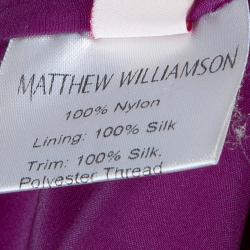 MATTHEW WILLIAMSON
100% Nylon
Lining: 100% Silk
Trim: 100% Silk,
Polyester Thread